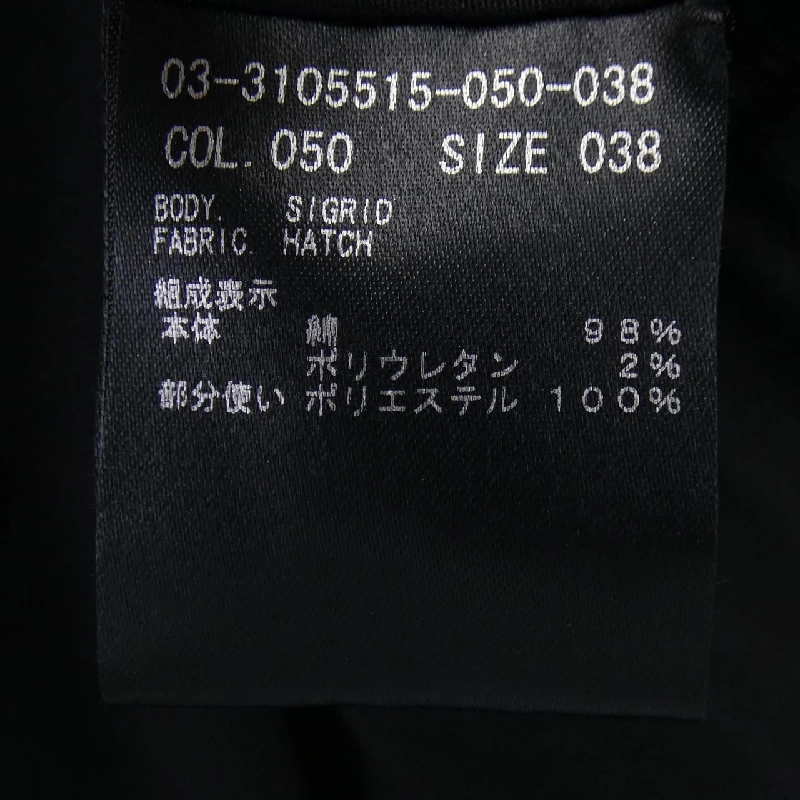 03-3105515-050-038
COL. 050 SIZE 038
BODY. SIGRID
FABRIC. HATCH
組成表示
本体 綿 98%
ポリウレタン 2%
部分使い ポリエステル 100%